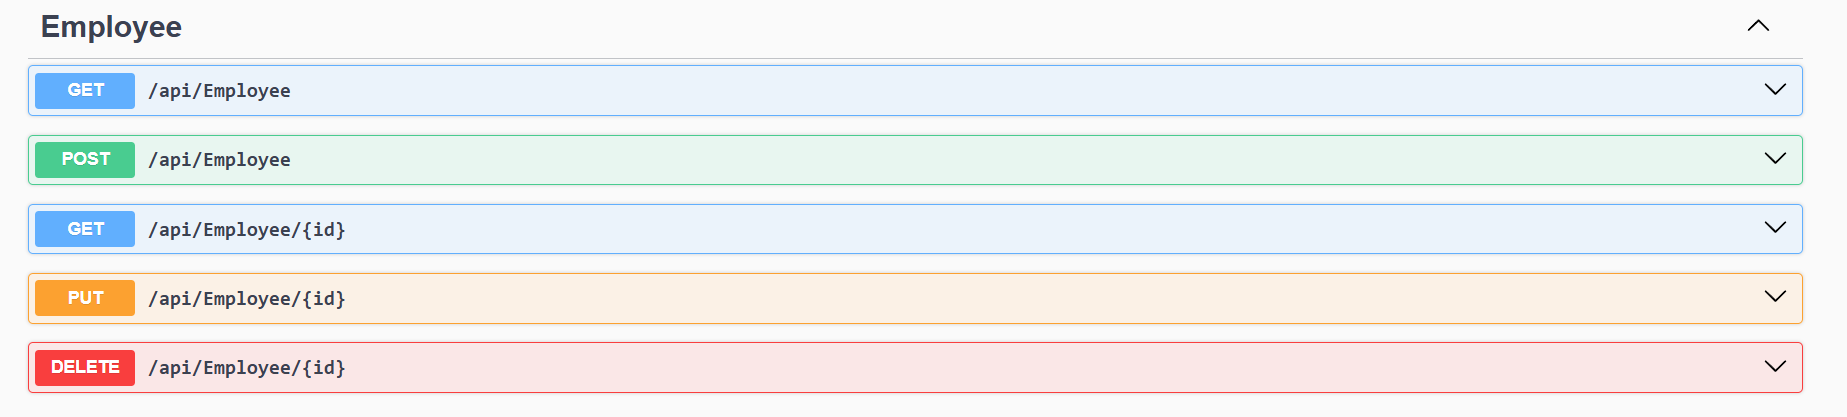 Employee
GET /api/Employee
POST /api/Employee
GET /api/Employee/{id}
PUT /api/Employee/{id}
DELETE /api/Employee/{id}